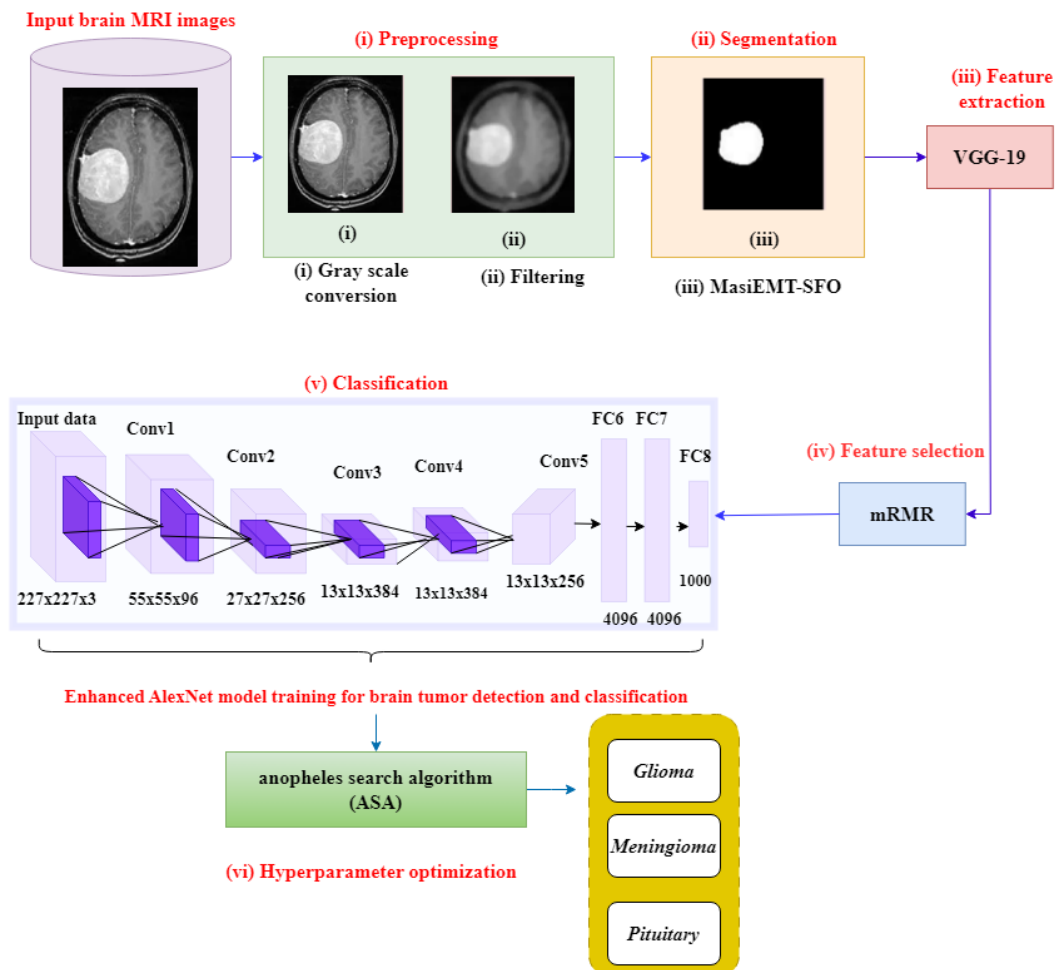 Input brain MRI images
(i) Preprocessing
(ii) Segmentation
(iii) Feature
extraction
VGG-19
(i)
(ii)
(iii)
(i) Gray scale
conversion
(ii) Filtering
(iii) MasiEMT-SFO
(iv) Feature selection
mRMR
(v) Classification
Input data
Conv1
Conv2
Conv3
Conv4
Conv5
FC6
FC7
FC8
227x227x3
55x55x96
27x27x256
13x13x384
13x13x384
13x13x256
4096
4096
1000
Enhanced AlexNet model training for brain tumor detection and classification
anopheles search algorithm
(ASA)
(vi) Hyperparameter optimization
Glioma
Meningioma
Pituitary